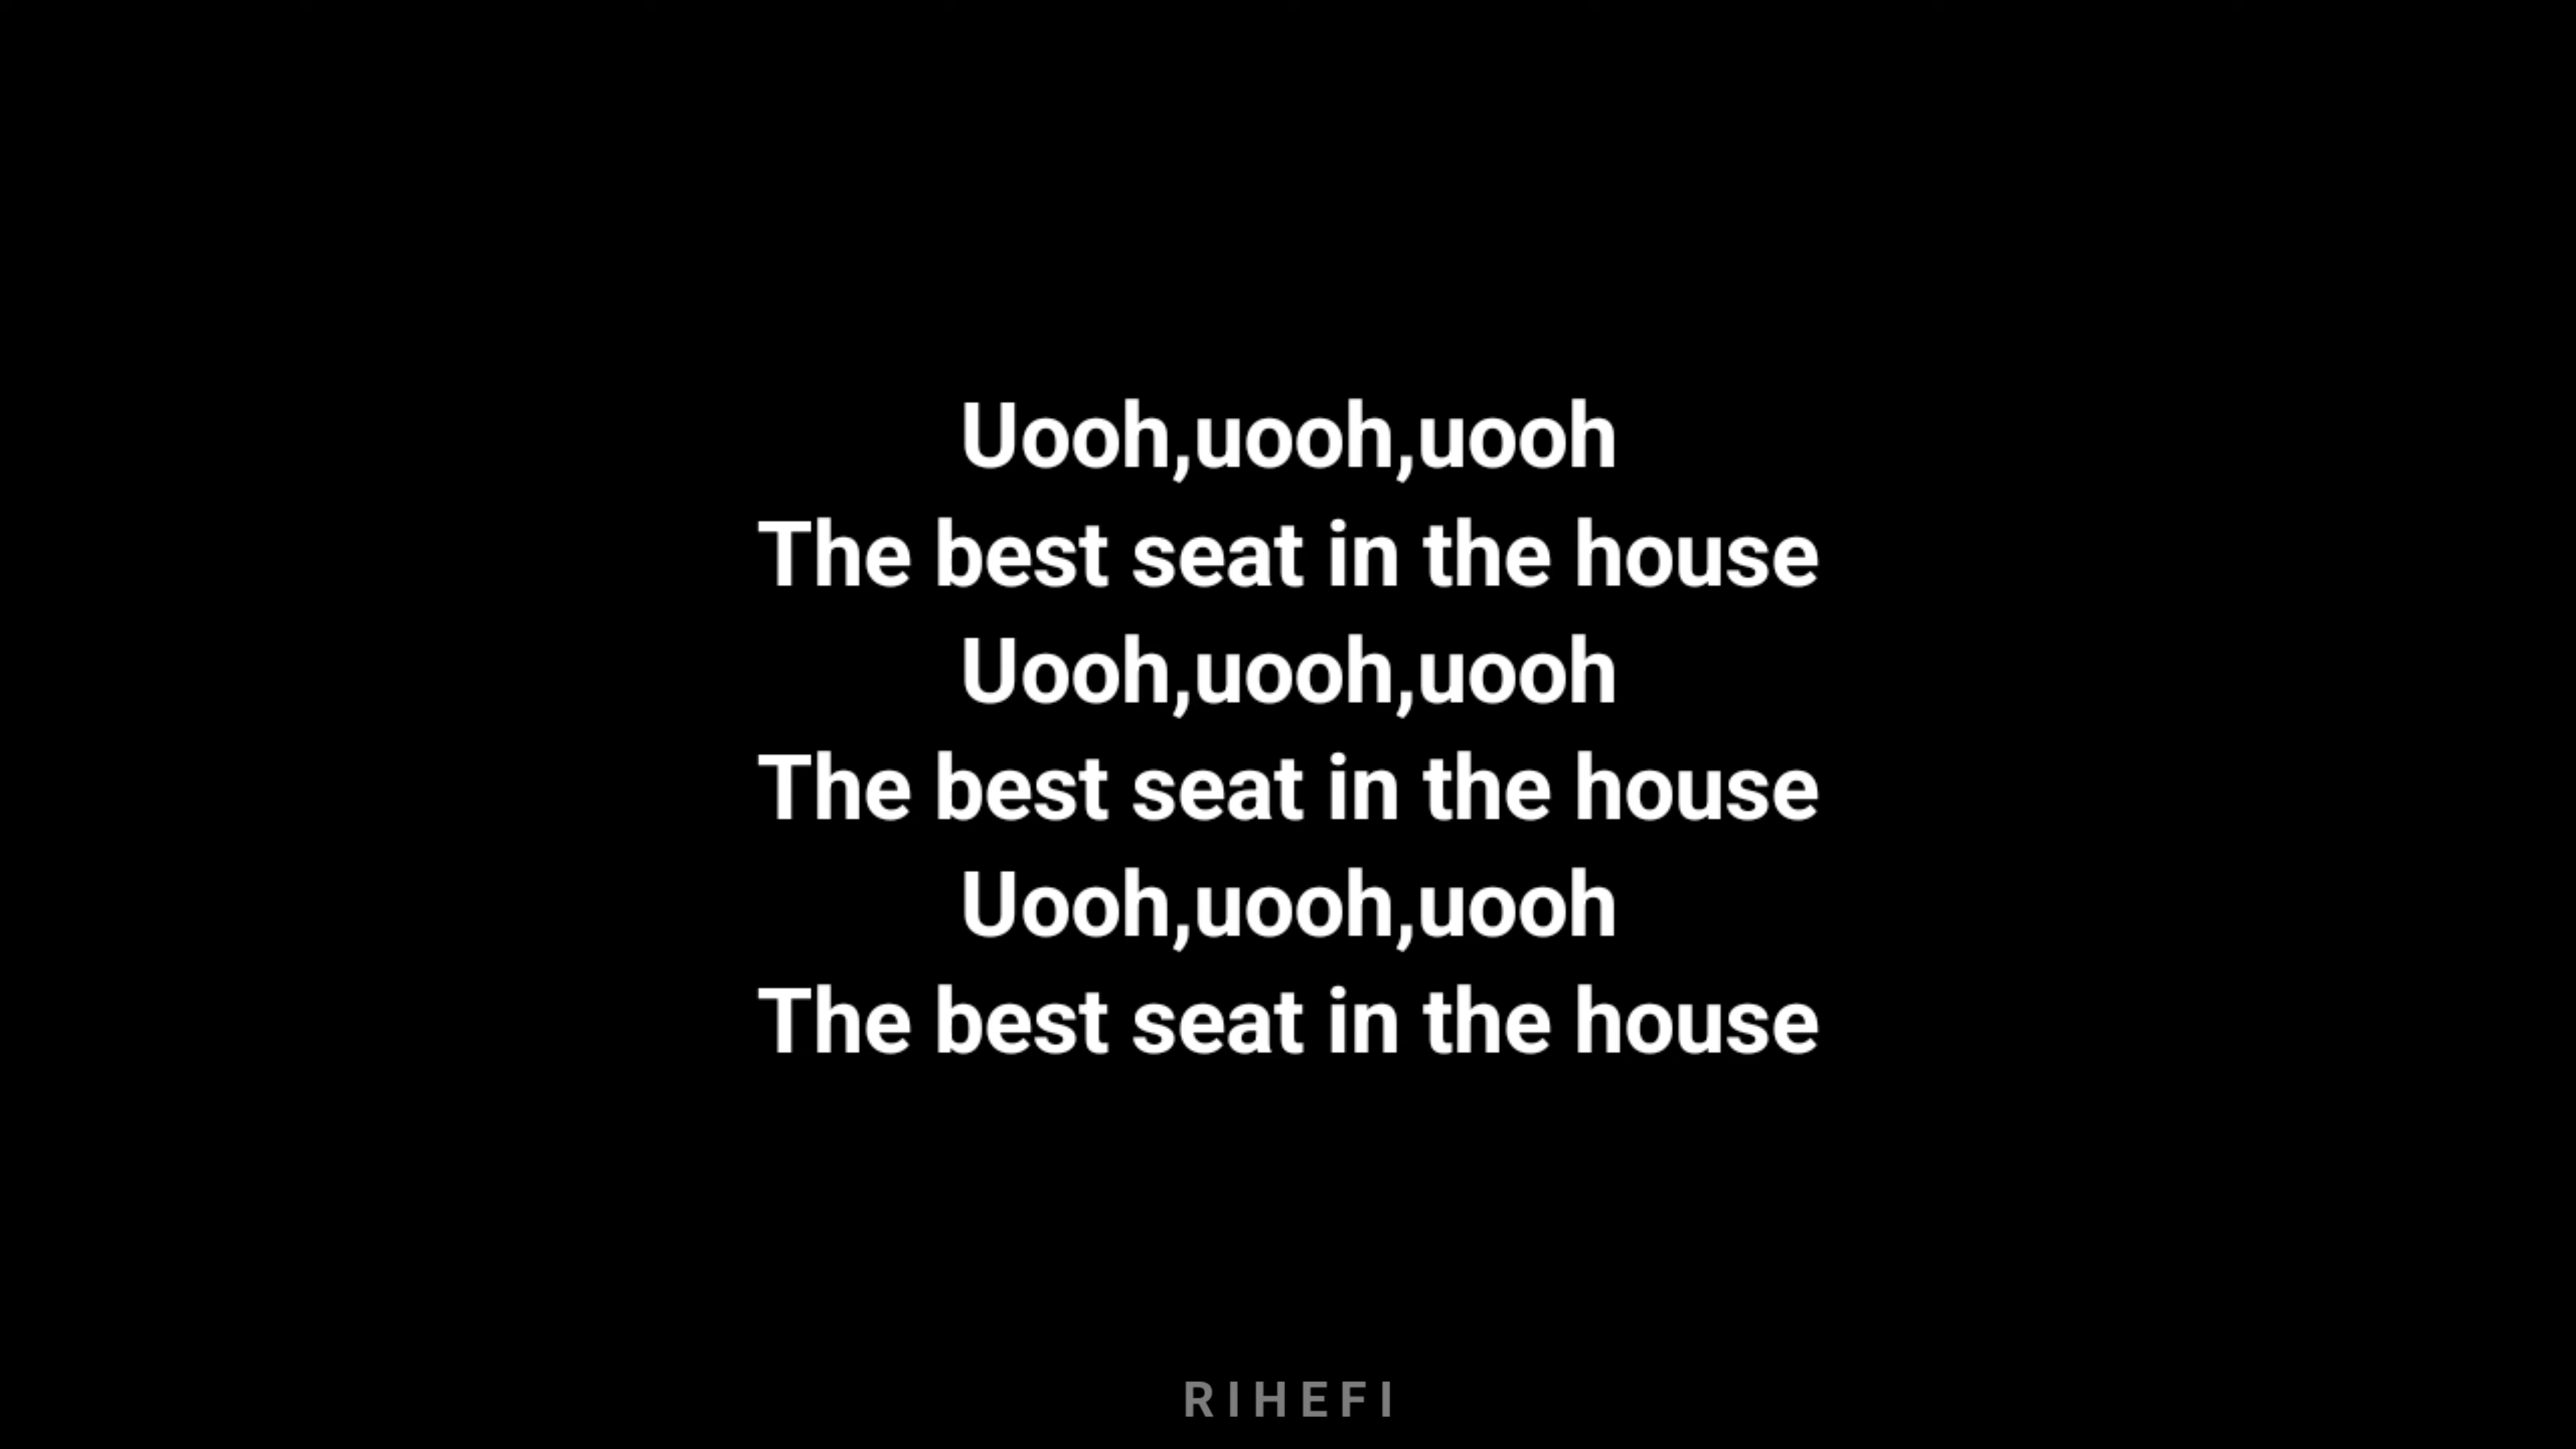 Uooh,uooh,uooh
The best seat in the house
Uooh,uooh,uooh
The best seat in the house
Uooh,uooh,uooh
The best seat in the house
RIHEFI